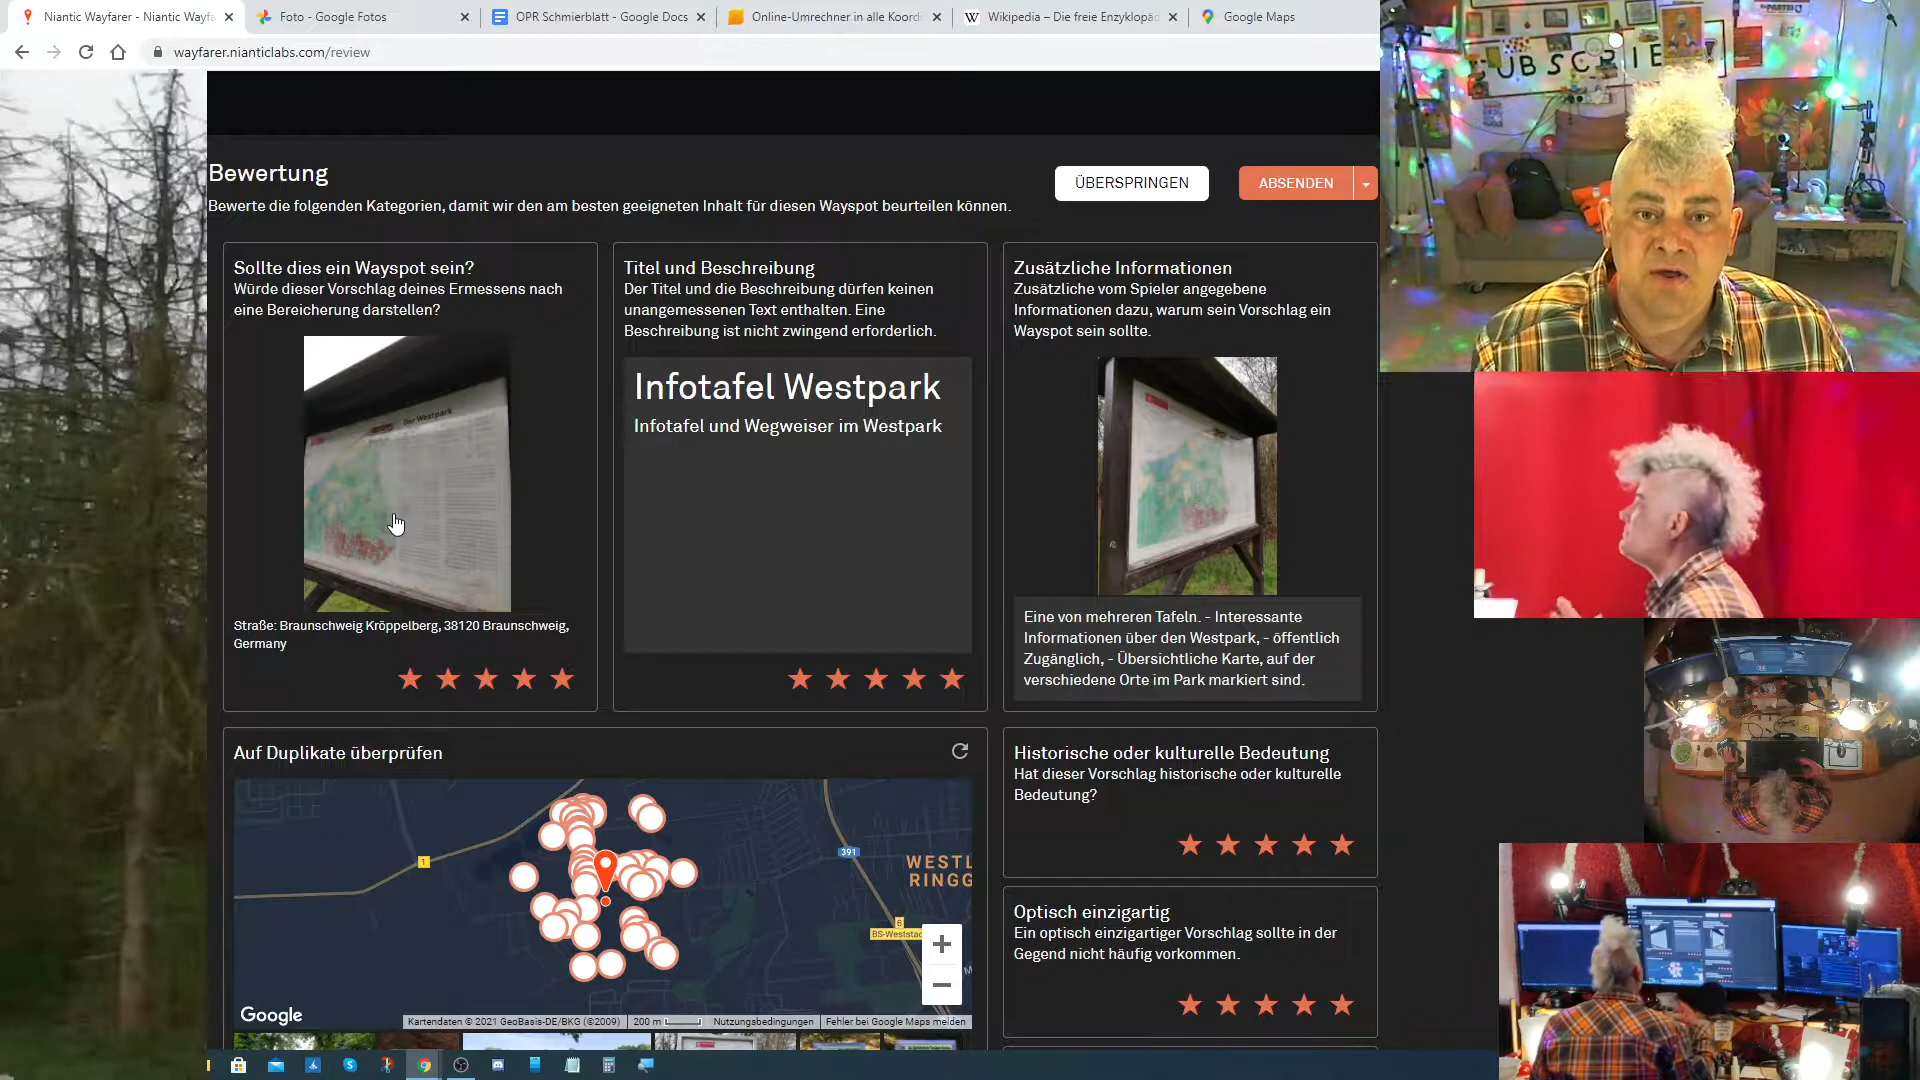 Niantic Wayfarer - Niantic Wayfa
Foto - Google Fotos
OPR Schmierblatt - Google Docs
Online-Umrechner in alle Koord
Wikipedia – Die freie Enzyklopäd
Google Maps
wayfarer.nianticlabs.com/review
SUBSCRIBE
Bewertung
Bewerte die folgenden Kategorien, damit wir den am besten geeigneten Inhalt für diesen Wayspot beurteilen können.
ÜBERSPRINGEN
ABSENDEN
Sollte dies ein Wayspot sein?
Würde dieser Vorschlag deines Ermessens nach
eine Bereicherung darstellen?
Der Westpark
Straße: Braunschweig Kröppelberg, 38120 Braunschweig,
Germany
Titel und Beschreibung
Der Titel und die Beschreibung dürfen keinen
unangemessenen Text enthalten. Eine
Beschreibung ist nicht zwingend erforderlich.
Infotafel Westpark
Infotafel und Wegweiser im Westpark
Zusätzliche Informationen
Zusätzliche vom Spieler angegebene
Informationen dazu, warum sein Vorschlag ein
Wayspot sein sollte.
Eine von mehreren Tafeln. - Interessante
Informationen über den Westpark, - öffentlich
Zugänglich, - Übersichtliche Karte, auf der
verschiedene Orte im Park markiert sind.
Auf Duplikate überprüfen
1
391
WESTL
RINGG
6
BS-Weststad
Google
Kartendaten © 2021 GeoBasis-DE/BKG (©2009)
200 m
Nutzungsbedingungen
Fehler bei Google Maps melden
Historische oder kulturelle Bedeutung
Hat dieser Vorschlag historische oder kulturelle
Bedeutung?
Optisch einzigartig
Ein optisch einzigartiger Vorschlag sollte in der
Gegend nicht häufig vorkommen.